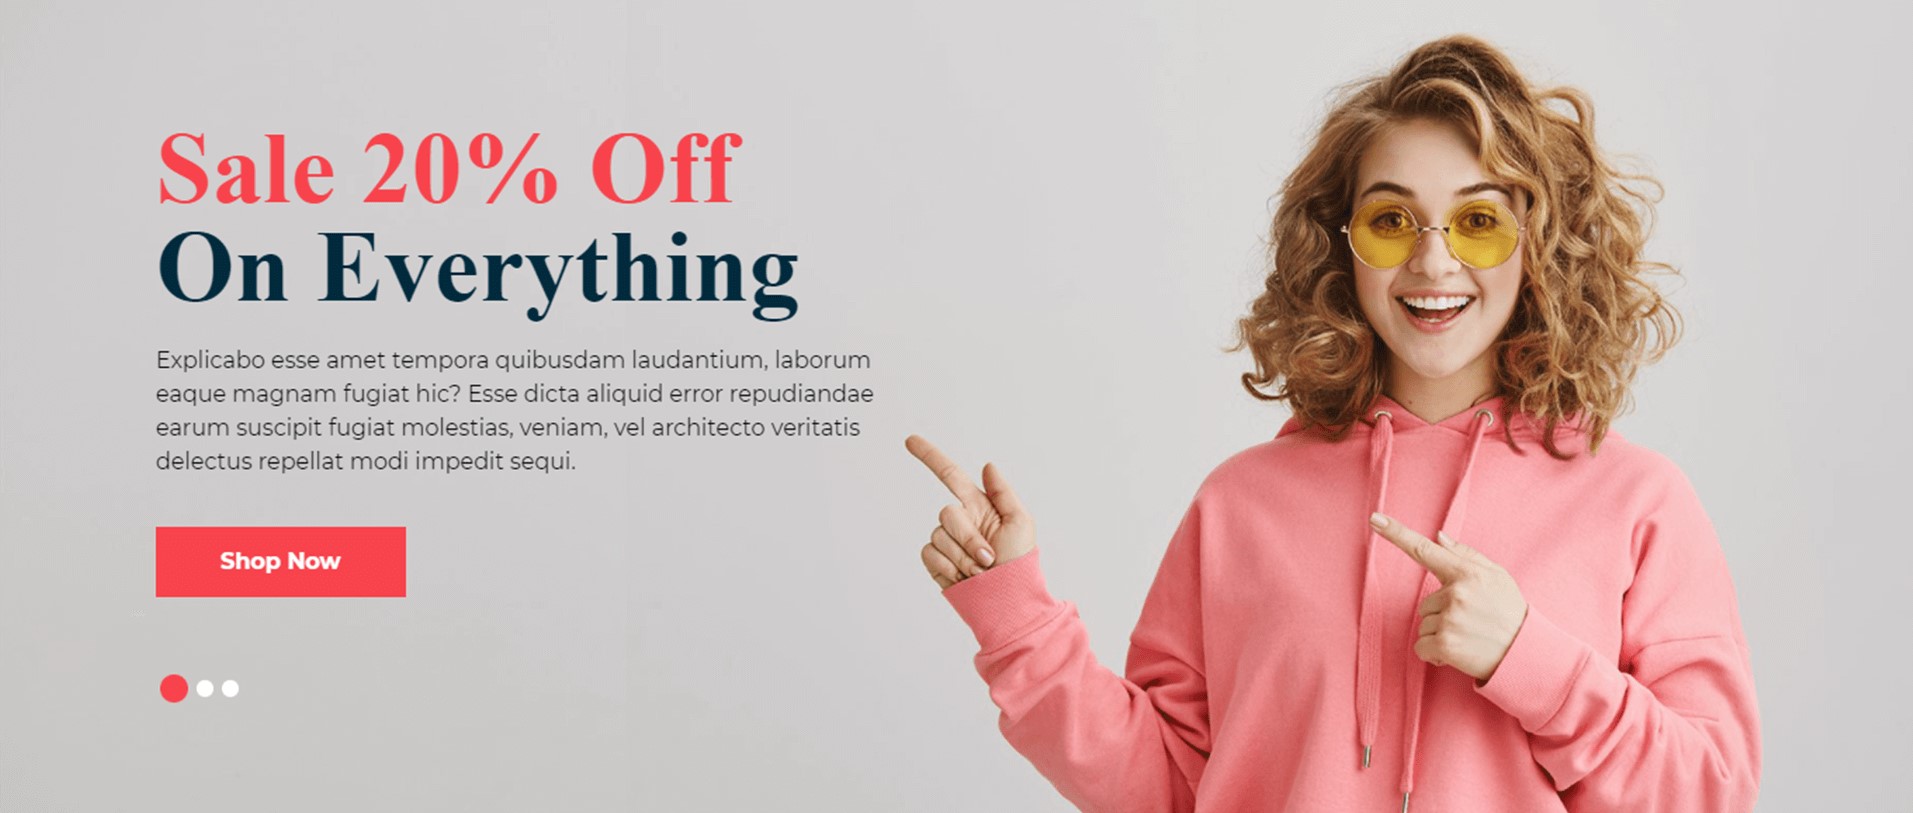 Sale 20% Off
On Everything
Explicabo esse amet tempora quibusdam laudantium, laborum
eaque magnam fugiat hic? Esse dicta aliquid error repudiandae
earum suscipit fugiat molestias, veniam, vel architecto veritatis
delectus repellat modi impedit sequi.
Shop Now